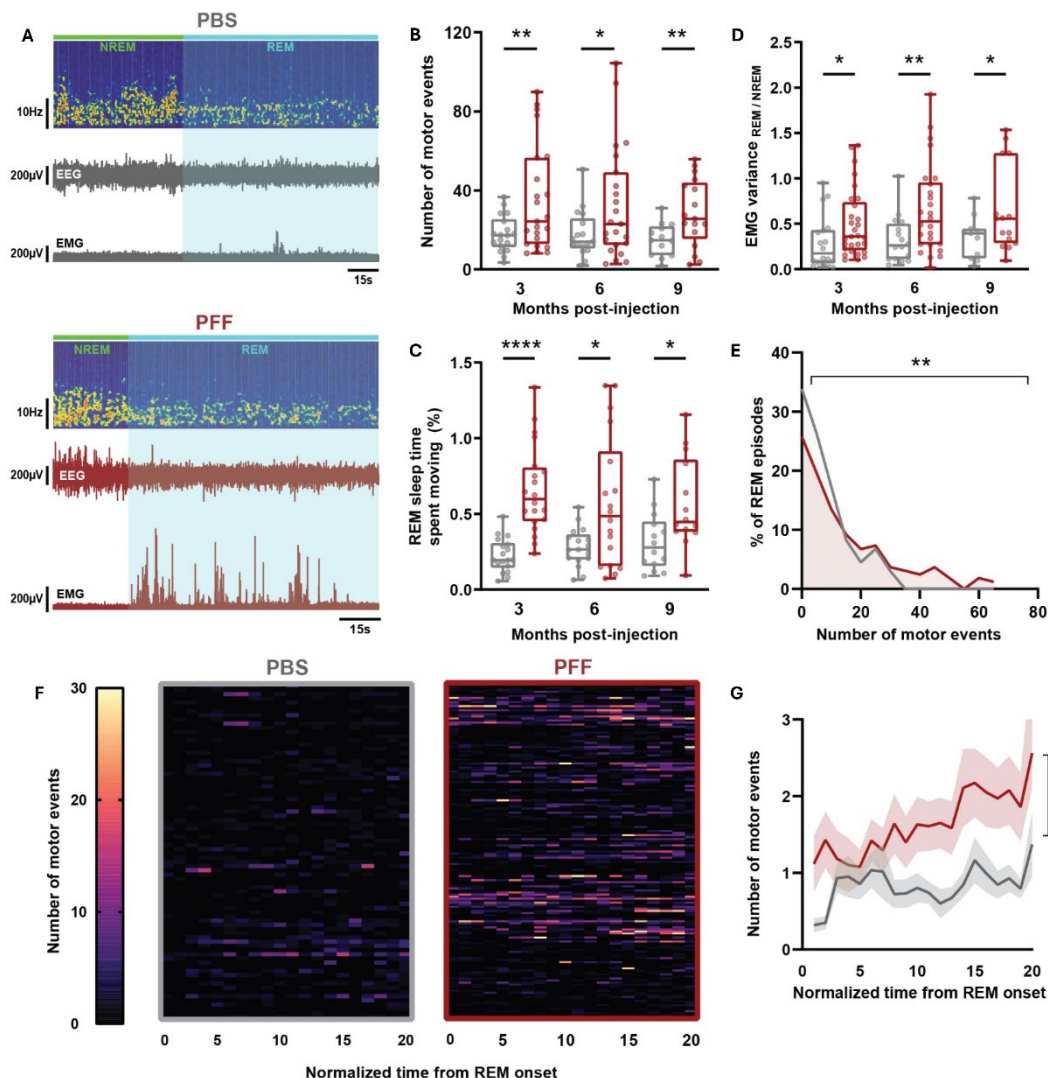 PBS
A
NREM
REM
10Hz
200µV
EEG
200µV
EMG
15s
PFF
NREM
REM
10Hz
200µV
EEG
200µV
EMG
15s
B
Number of motor events
120
80
40
0
**
*
**
3 6 9
Months post-injection
C
REM sleep time
spent moving (%)
1.5
1.0
0.5
0.0
****
*
*
3 6 9
Months post-injection
D
EMG variance REM / NREM
2.5
2.0
1.5
1.0
0.5
0.0
*
**
*
3 6 9
Months post-injection
E
% of REM episodes
40
30
20
10
0
**
0 20 40 60 80
Number of motor events
F
Number of motor events
30
20
10
0
PBS
0 5 10 15 20
PFF
0 5 10 15 20
Normalized time from REM onset
G
Number of motor events
3
2
1
0
0 5 10 15 20
Normalized time from REM onset